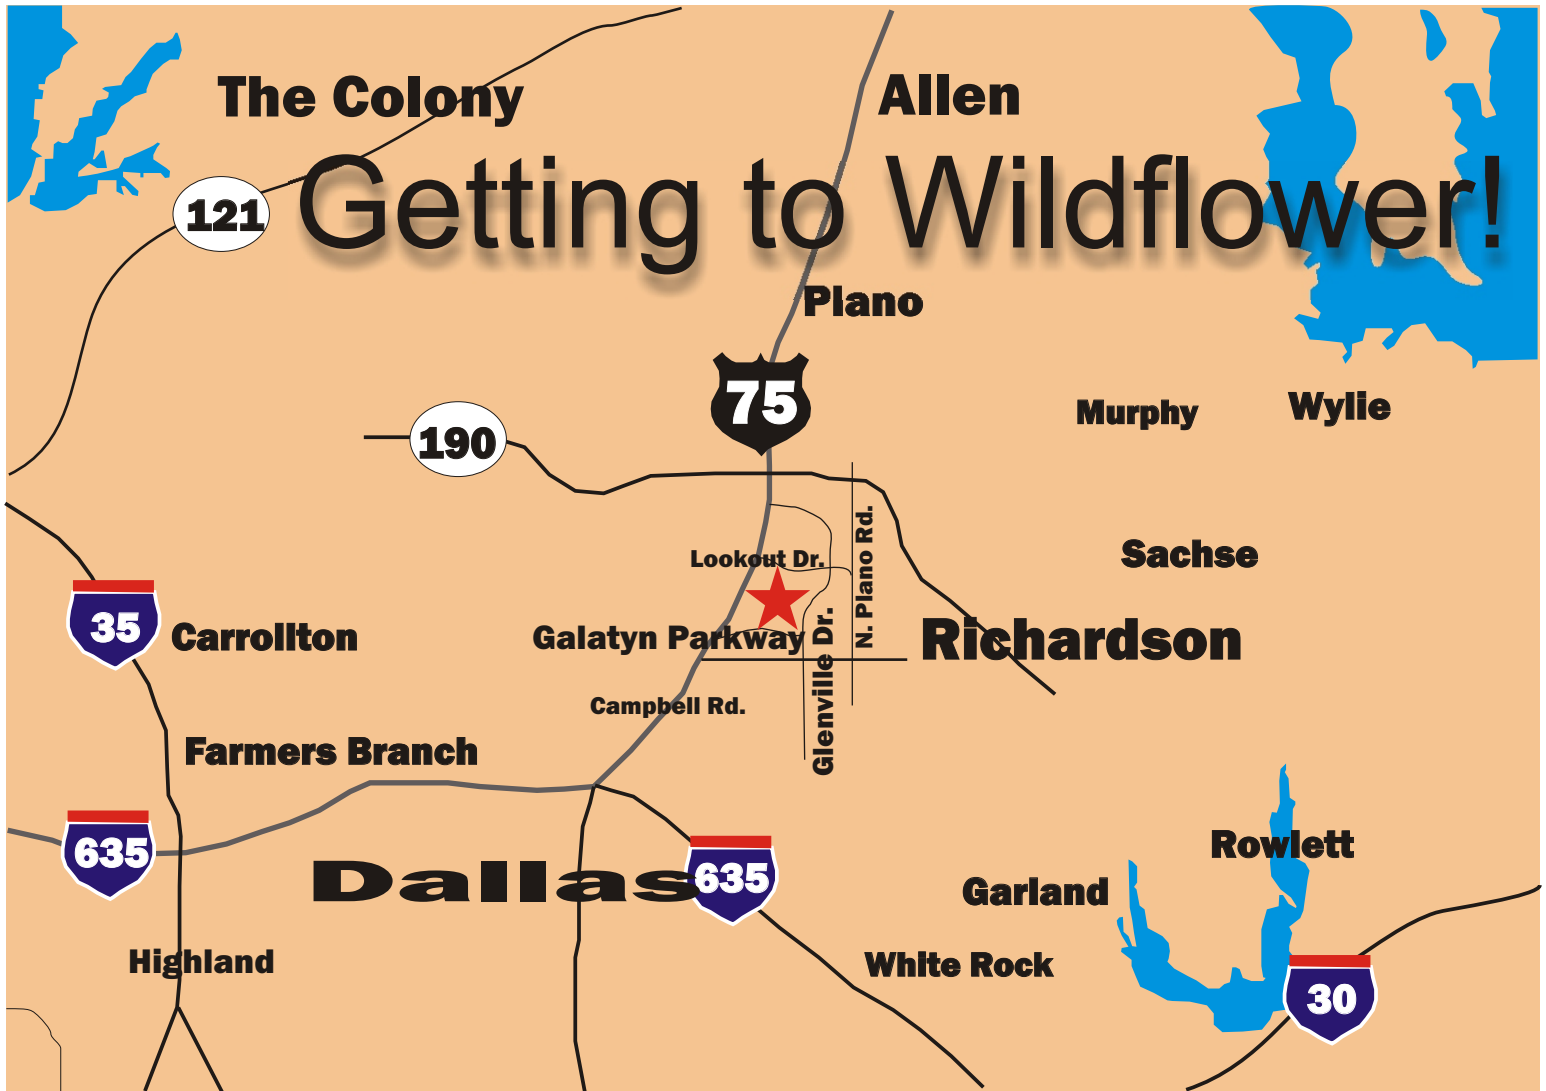 The Colony
Allen
121
Getting to Wildflower!
Plano
75
Murphy
Wylie
190
Lookout Dr.
N. Plano Rd.
Sachse
35
Carrollton
Galatyn Parkway
Richardson
Glenville Dr.
Campbell Rd.
Farmers Branch
635
Dallas
635
Rowlett
Garland
Highland
White Rock
30